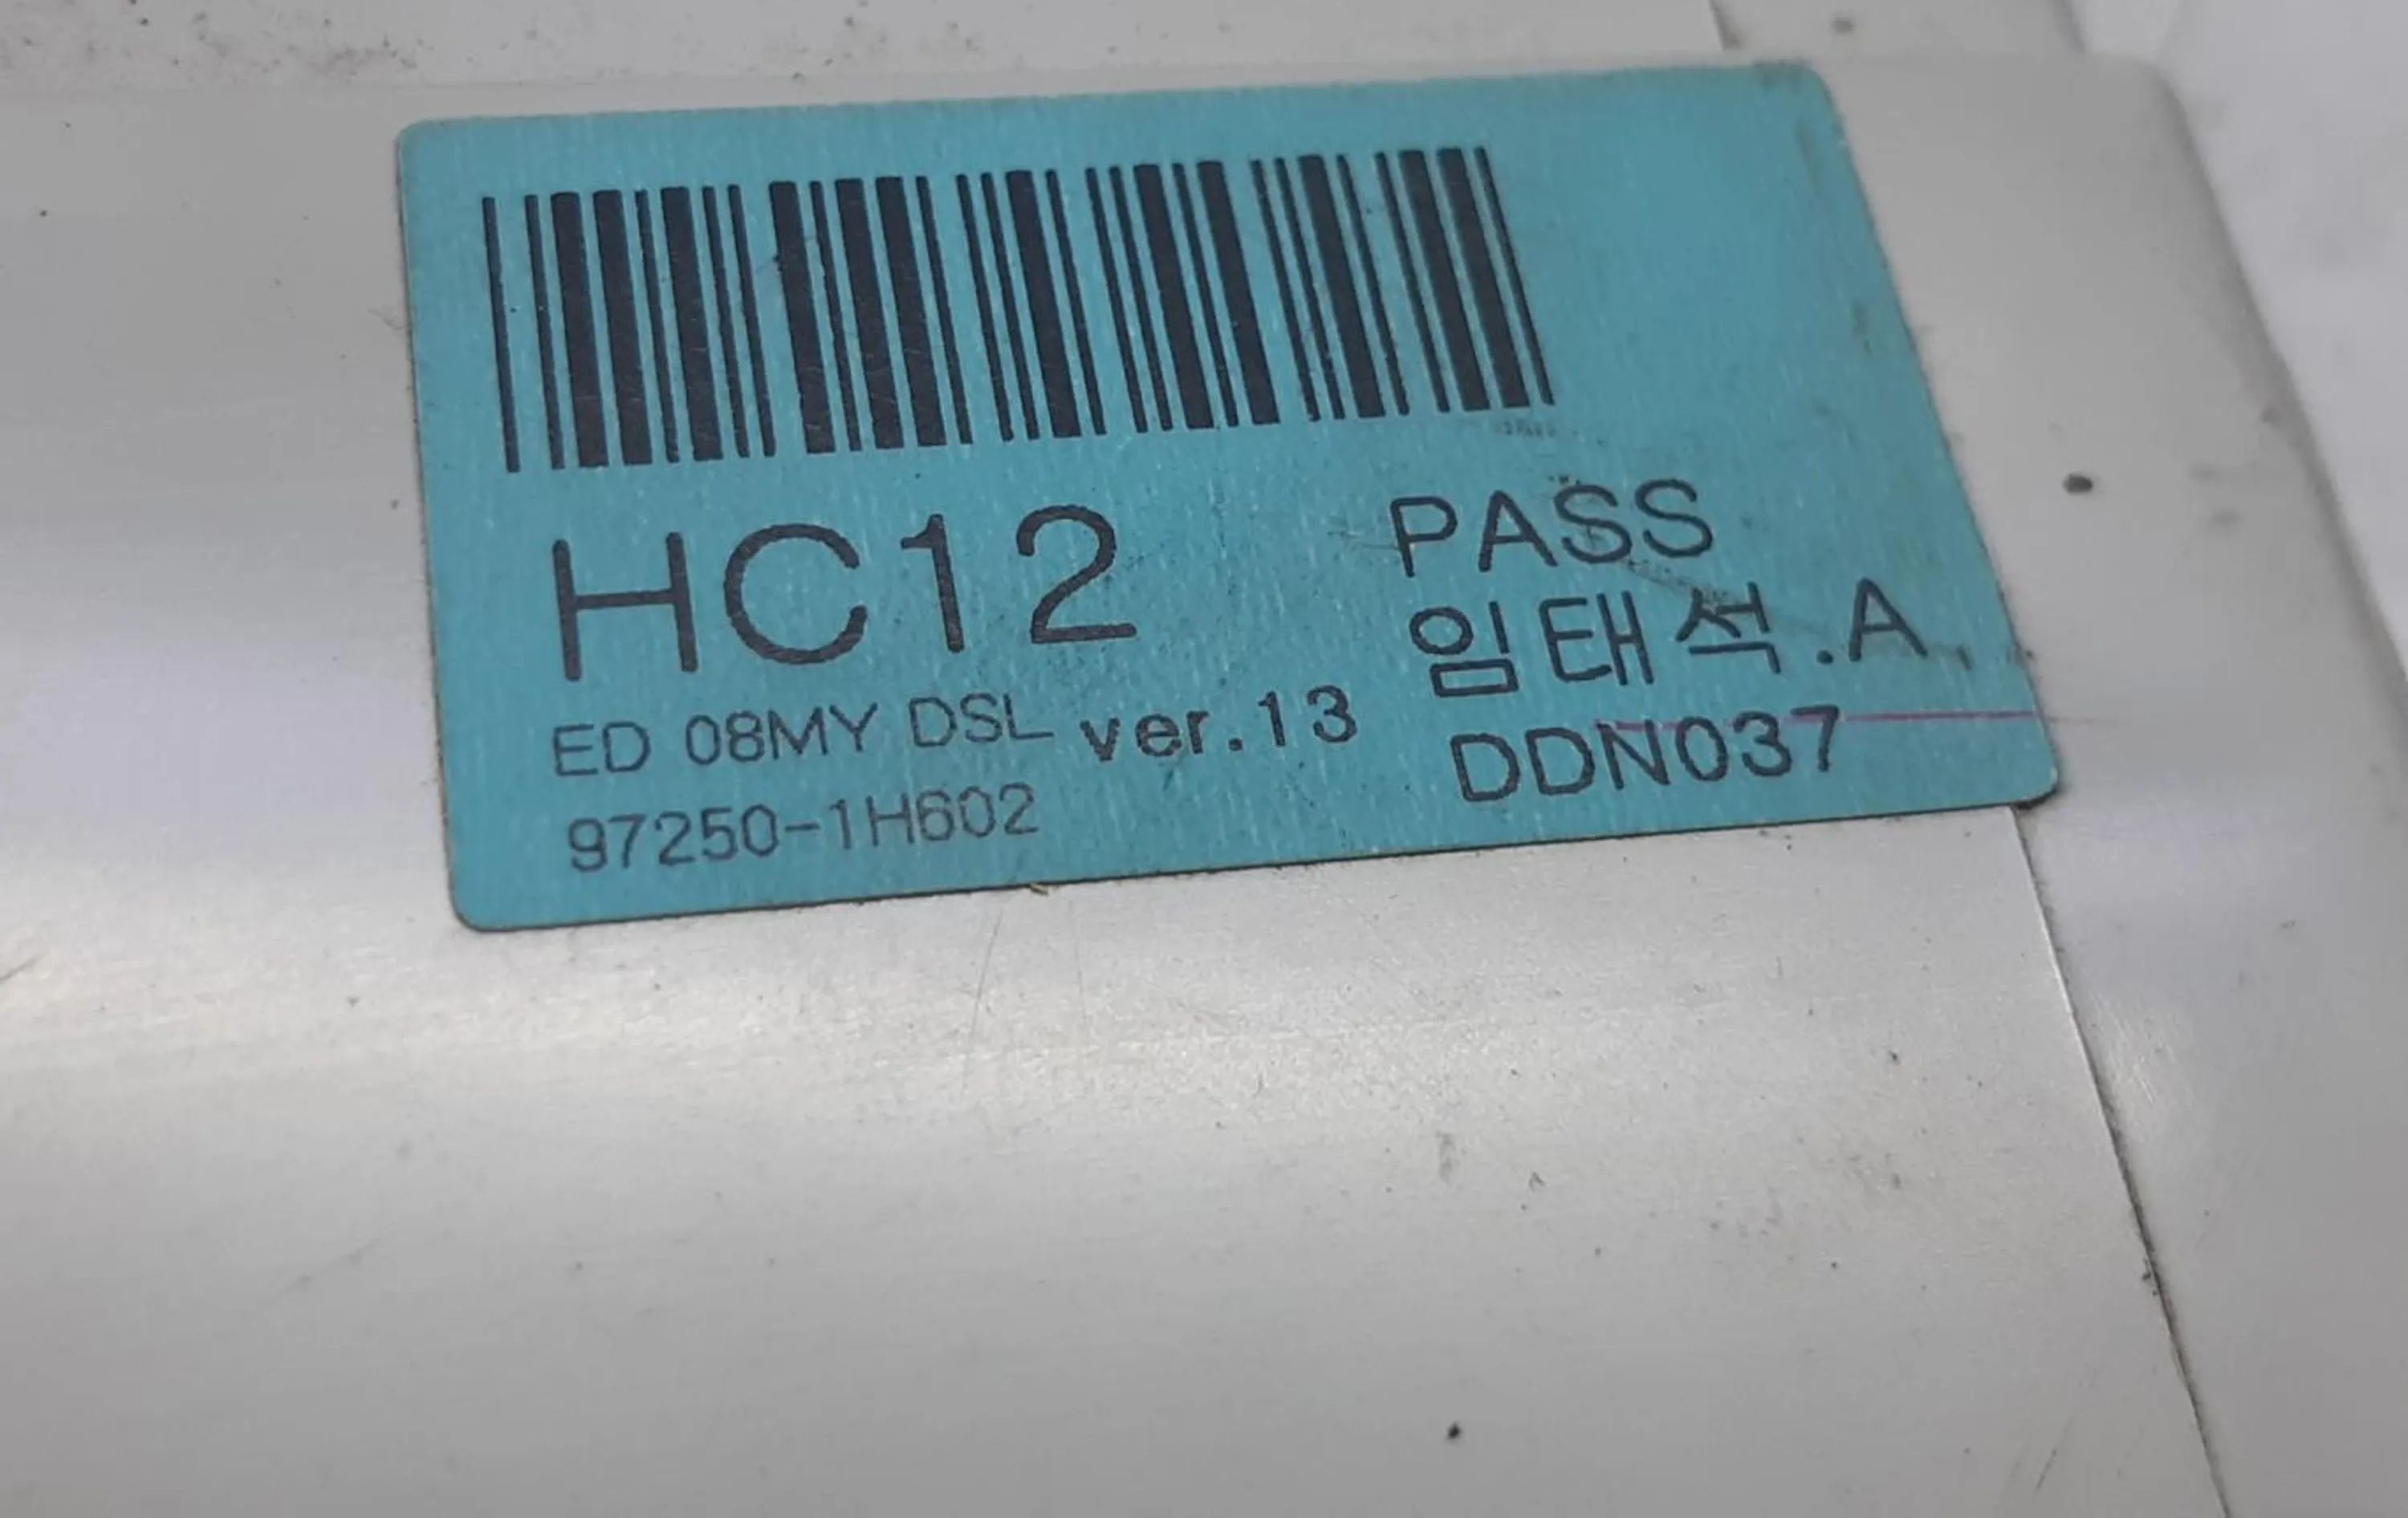 HC12
PASS
임태석.A
ED 08MY DSL ver.13
DDN037
97250-1H602